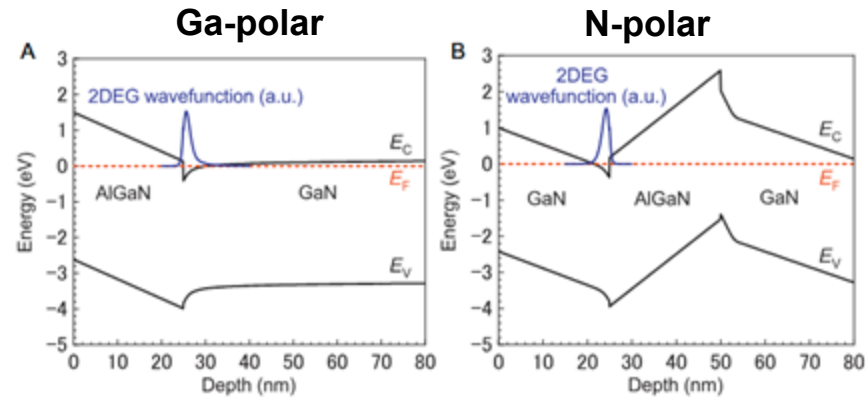 Ga-polar
N-polar
A
3
2
1
0
−1
−2
−3
−4
−5
Energy (eV)
2DEG wavefunction (a.u.)
E_C
E_F
AlGaN
GaN
E_V
0
10
20
30
40
50
60
70
80
Depth (nm)
B
3
2
1
0
−1
−2
−3
−4
−5
Energy (eV)
2DEG
wavefunction (a.u.)
E_C
E_F
GaN
AlGaN
GaN
E_V
0
10
20
30
40
50
60
70
80
Depth (nm)